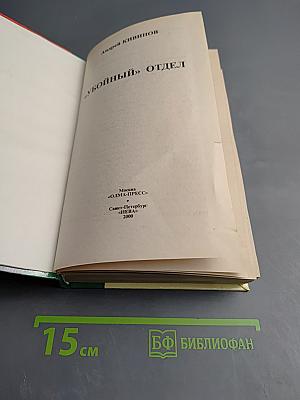 Андрей КИВИНОВ
«УБОЙНЫЙ» ОТДЕЛ
Москва
«ОЛМА-ПРЕСС»
Санкт-Петербург
«НЕВА»
2000
15 см
БФ БИБЛИОФАН